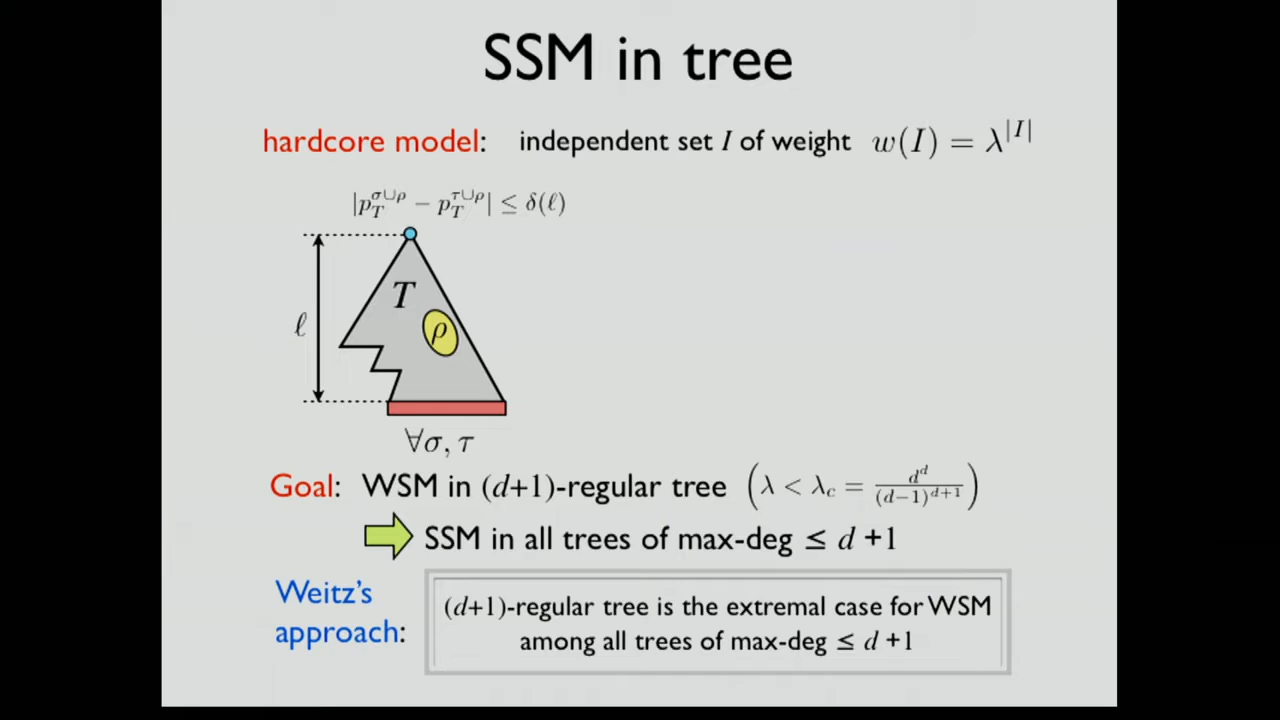 SSM in tree
hardcore model: independent set I of weight w(I) = λ^{|I|}
|p_T^{σ∪ρ} − p_T^{τ∪ρ}| ≤ δ(ℓ)
T
ℓ
ρ
∀σ, τ
Goal: WSM in (d+1)-regular tree (λ < λ_c = \frac{d^d}{(d−1)^{d+1}})
SSM in all trees of max-deg ≤ d +1
Weitz's approach:
(d+1)-regular tree is the extremal case for WSM
among all trees of max-deg ≤ d +1